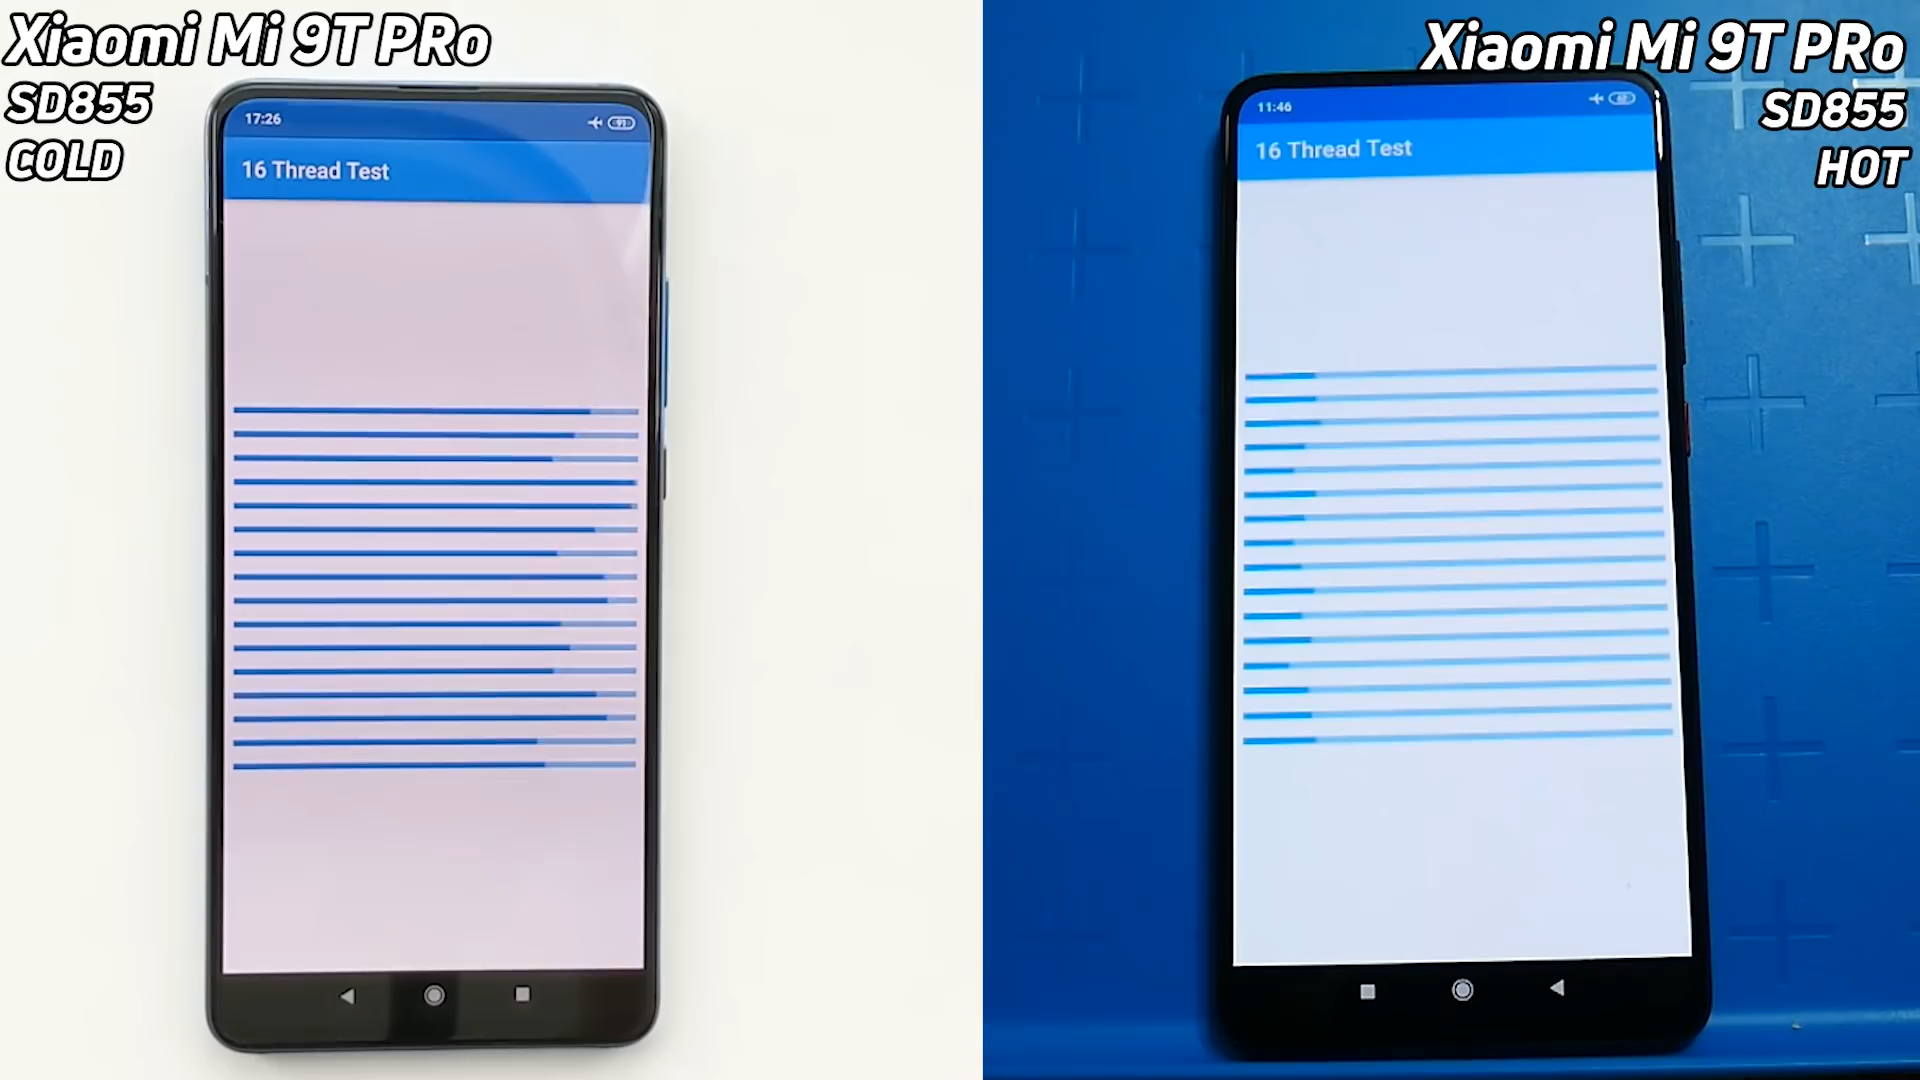 Xiaomi Mi 9T PRo
SD855
COLD
17:26
91
16 Thread Test
Xiaomi Mi 9T PRo
SD855
HOT
11:46
16 Thread Test